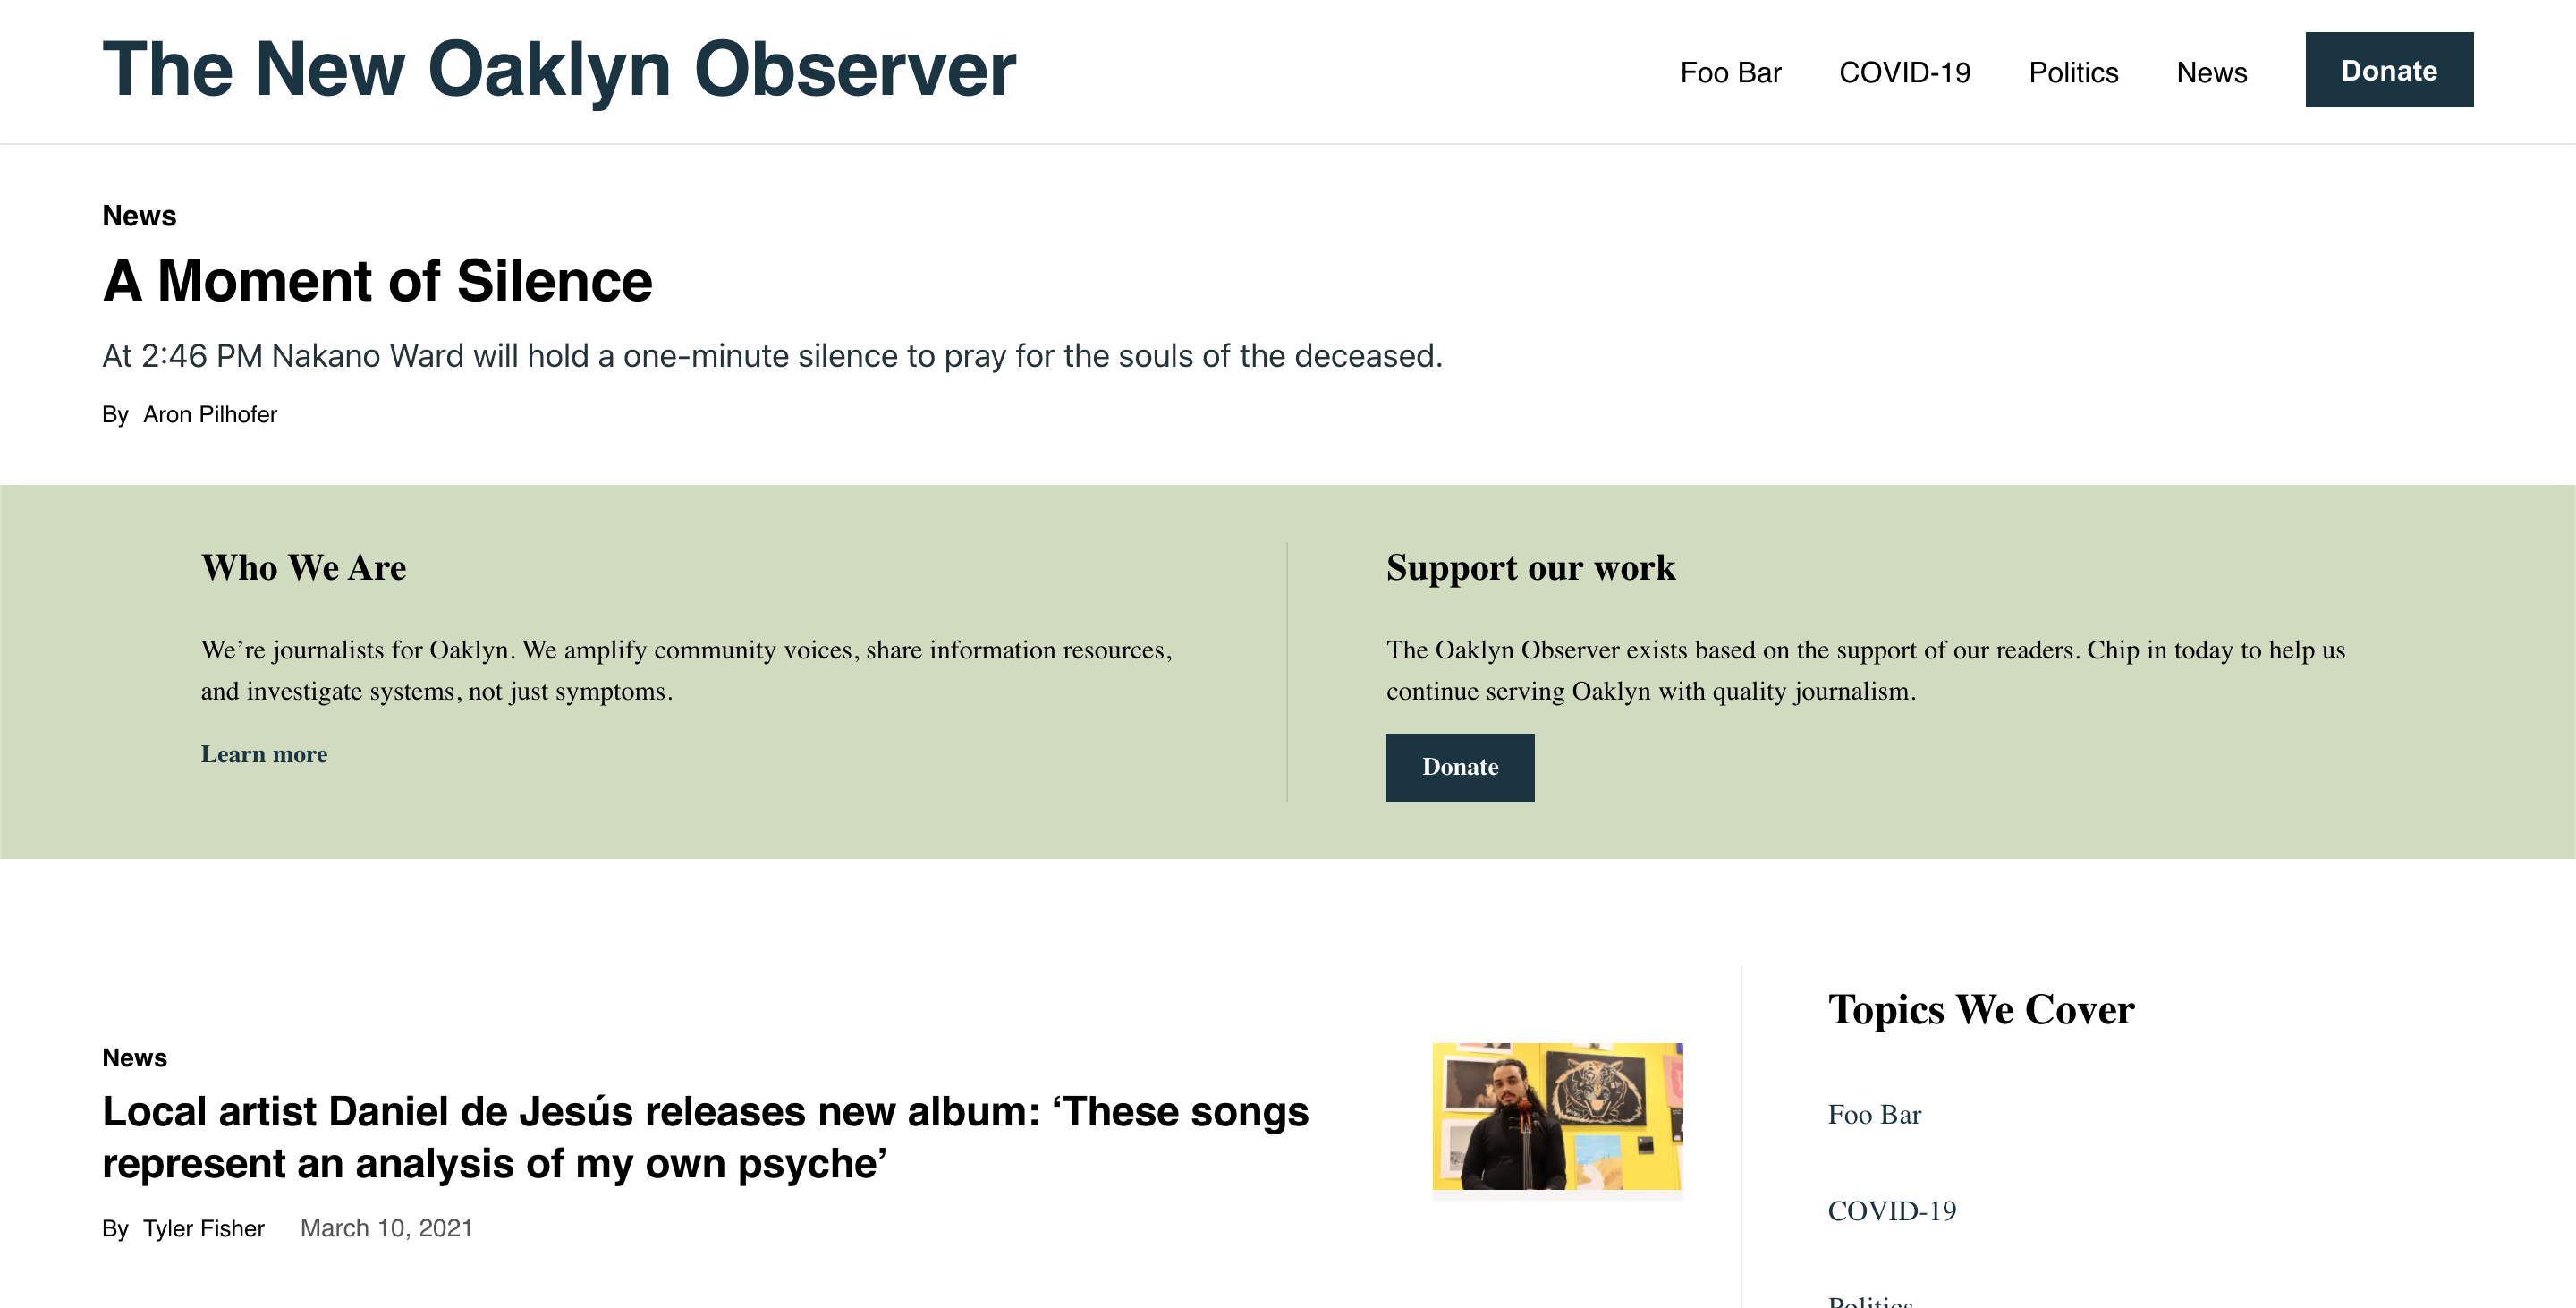 The New Oaklyn Observer
Foo Bar
COVID-19
Politics
News
Donate
News
A Moment of Silence
At 2:46 PM Nakano Ward will hold a one-minute silence to pray for the souls of the deceased.
By Aron Pilhofer
Who We Are
We’re journalists for Oaklyn. We amplify community voices, share information resources,
and investigate systems, not just symptoms.
Learn more
Support our work
The Oaklyn Observer exists based on the support of our readers. Chip in today to help us
continue serving Oaklyn with quality journalism.
Donate
News
Local artist Daniel de Jesús releases new album: ‘These songs
represent an analysis of my own psyche’
By Tyler Fisher March 10, 2021
Topics We Cover
Foo Bar
COVID-19
Politics